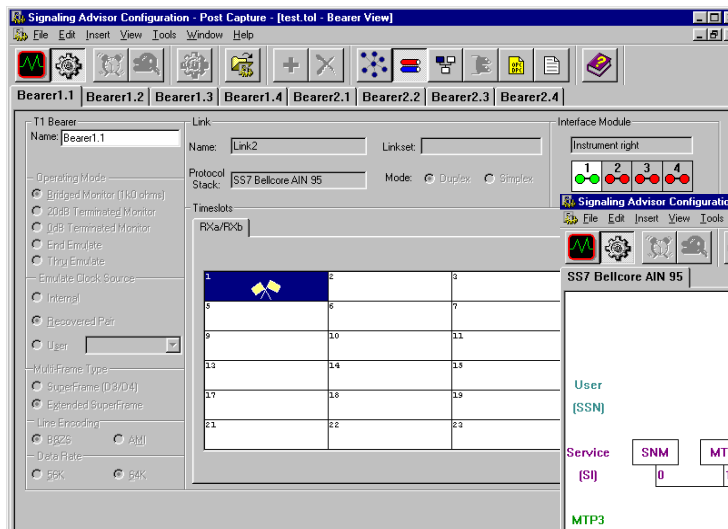 Signaling Advisor Configuration - Post Capture - [test.tol - Bearer View]
File Edit Insert View Tools Window Help
Bearer1.1 Bearer1.2 Bearer1.3 Bearer1.4 Bearer2.1 Bearer2.2 Bearer2.3 Bearer2.4
T1 Bearer
Name: Bearer1.1
Operating Mode
Bridged Monitor (1k0 ohms)
20dB Terminated Monitor
0dB Terminated Monitor
End Emulate
Thru Emulate
Emulate Clock Source
Internal
Recovered Pair
User
Multi-Frame Type
SuperFrame (D3/D4)
Extended SuperFrame
Line Encoding
B8ZS AMI
Data Rate
56K 64K
Link
Name: Link2
Linkset:
Protocol Stack: SS7 Bellcore AIN 95
Mode: Duplex Simplex
Interface Module
Instrument right
1 2 3 4
Timeslots
RXa/RXb
1 2 3
5 6 7
9 10 11
13 14 15
17 18 19
21 22 23
Signaling Advisor Configuratio
File Edit Insert View Tools
SS7 Bellcore AIN 95
User
(SSN)
Service
(SI)
SNM MT
0 1
MTP3